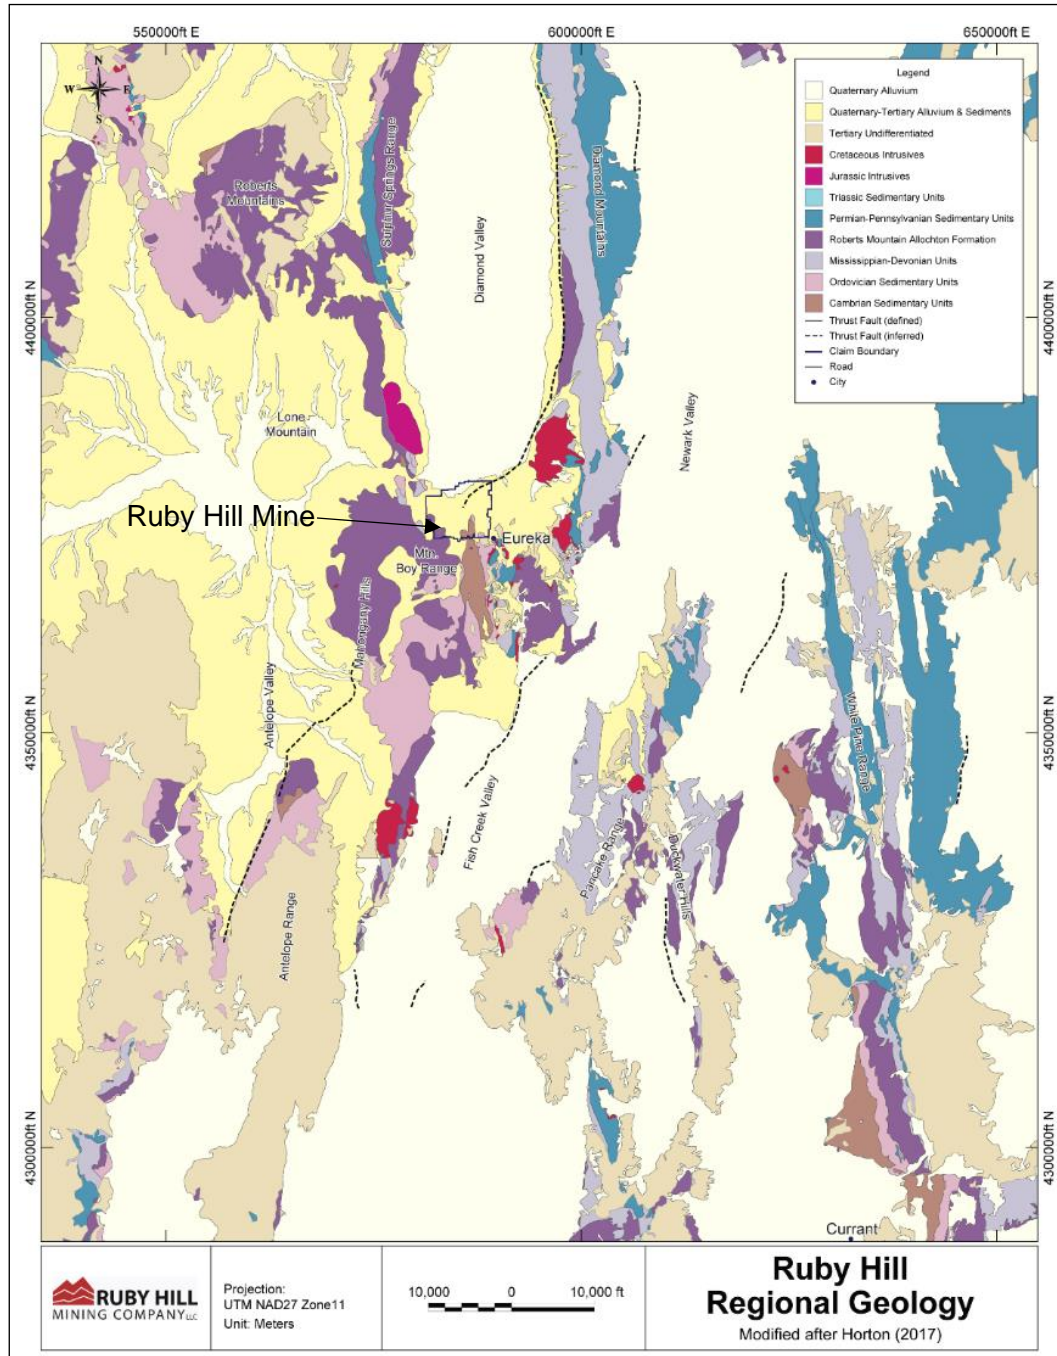 550000ft E
600000ft E
650000ft E
N
W
E
S
Legend
Quaternary Alluvium
Quaternary-Tertiary Alluvium & Sediments
Tertiary Undifferentiated
Cretaceous Intrusives
Jurassic Intrusives
Triassic Sedimentary Units
Permian-Pennsylvanian Sedimentary Units
Roberts Mountain Allochton Formation
Mississippian-Devonian Units
Ordovician Sedimentary Units
Cambrian Sedimentary Units
Thrust Fault (defined)
Thrust Fault (inferred)
Claim Boundary
Road
City
Roberts
Mountains
Sulphur Springs Range
Diamond Valley
Diamond Mountains
4400000ft N
4400000ft N
Lone
Mountain
Newark Valley
Ruby Hill Mine
Eureka
Mtn.
Boy Range
Mahongany Hills
Antelope Valley
4350000ft N
4350000ft N
White Pine Range
Fish Creek Valley
Pancake Range
Duckwater Hills
Antelope Range
4300000ft N
4300000ft N
Currant
RUBY HILL
MINING COMPANY LLC
Projection:
UTM NAD27 Zone11
Unit: Meters
10,000 0 10,000 ft
Ruby Hill
Regional Geology
Modified after Horton (2017)